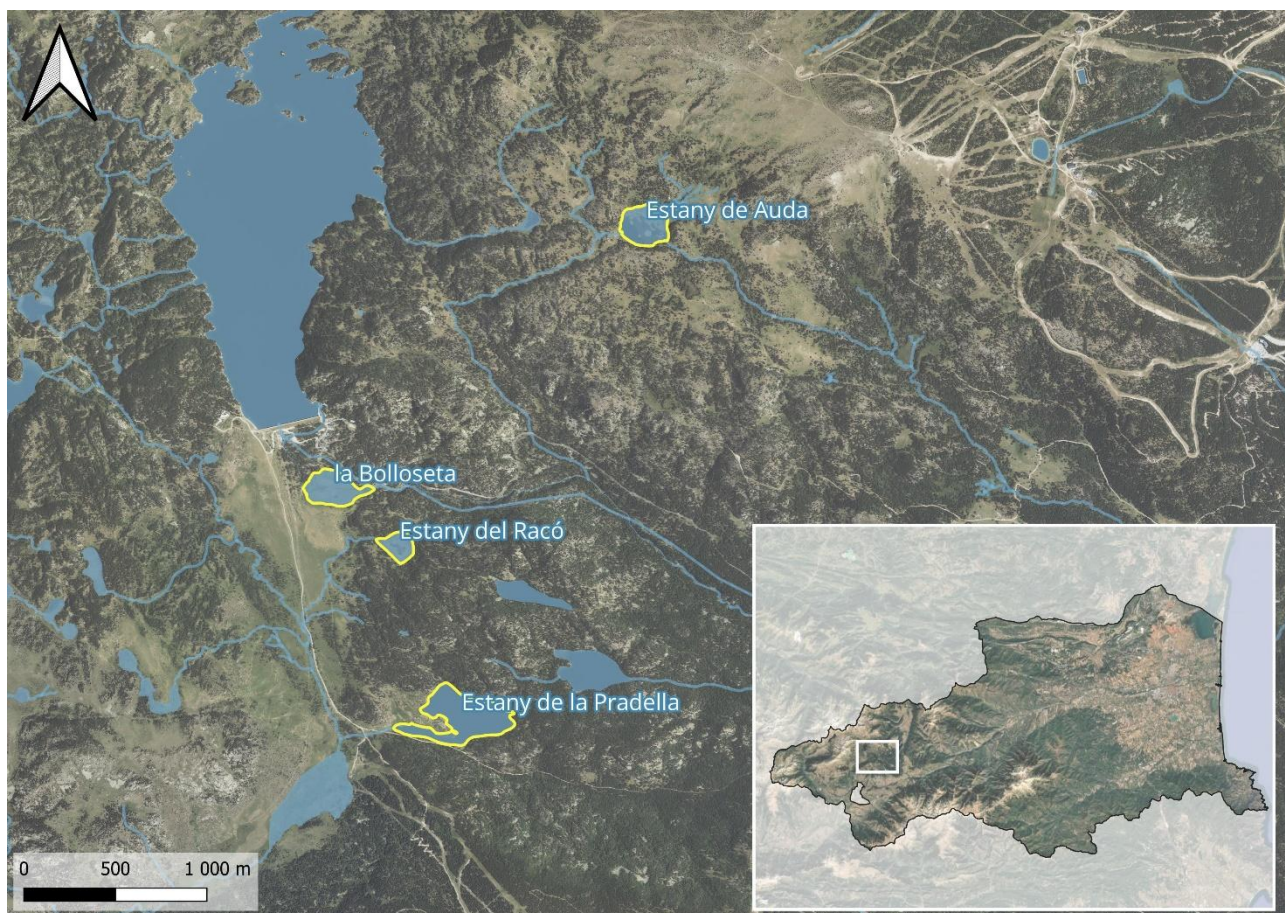 Estany de Auda
la Bolloseta
Estany del Racó
Estany de la Pradella
0 500 1 000 m